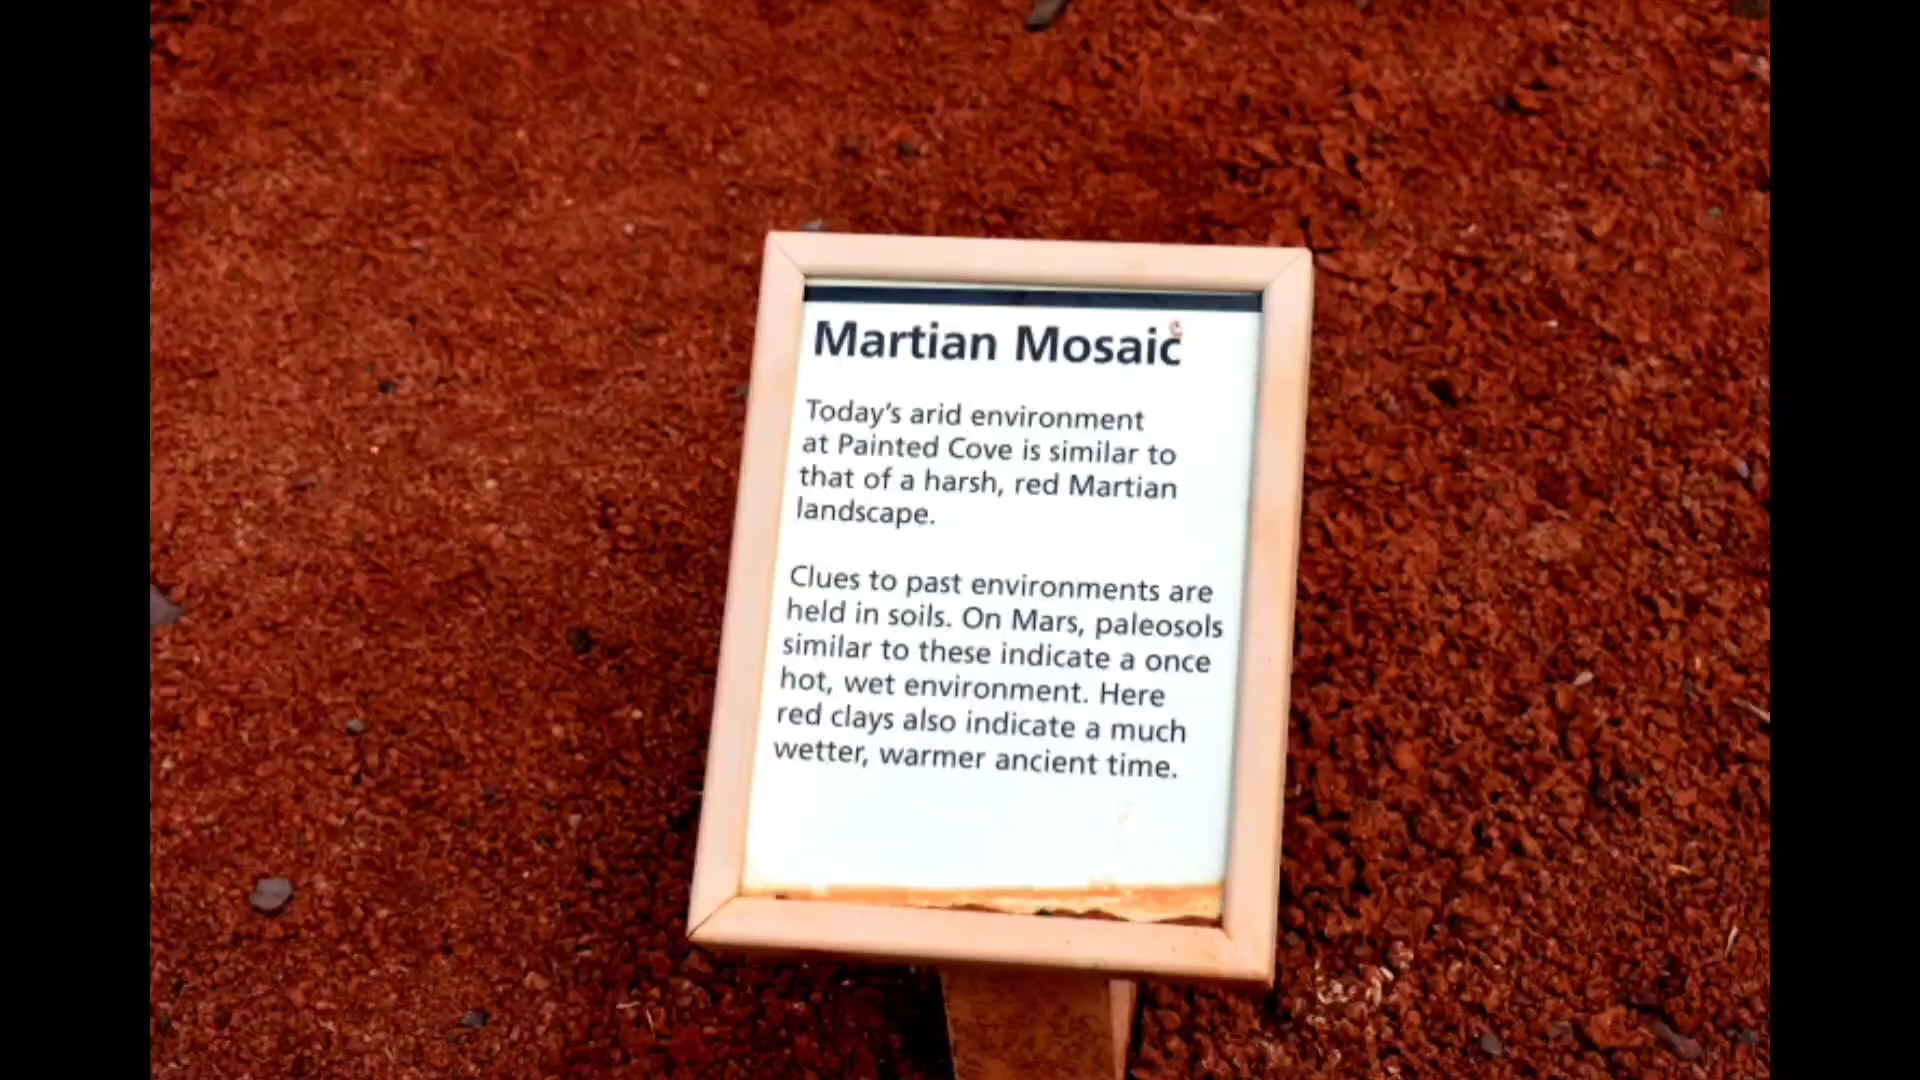 Martian Mosaic
Today's arid environment
at Painted Cove is similar to
that of a harsh, red Martian
landscape.
Clues to past environments are
held in soils. On Mars, paleosols
similar to these indicate a once
hot, wet environment. Here
red clays also indicate a much
wetter, warmer ancient time.